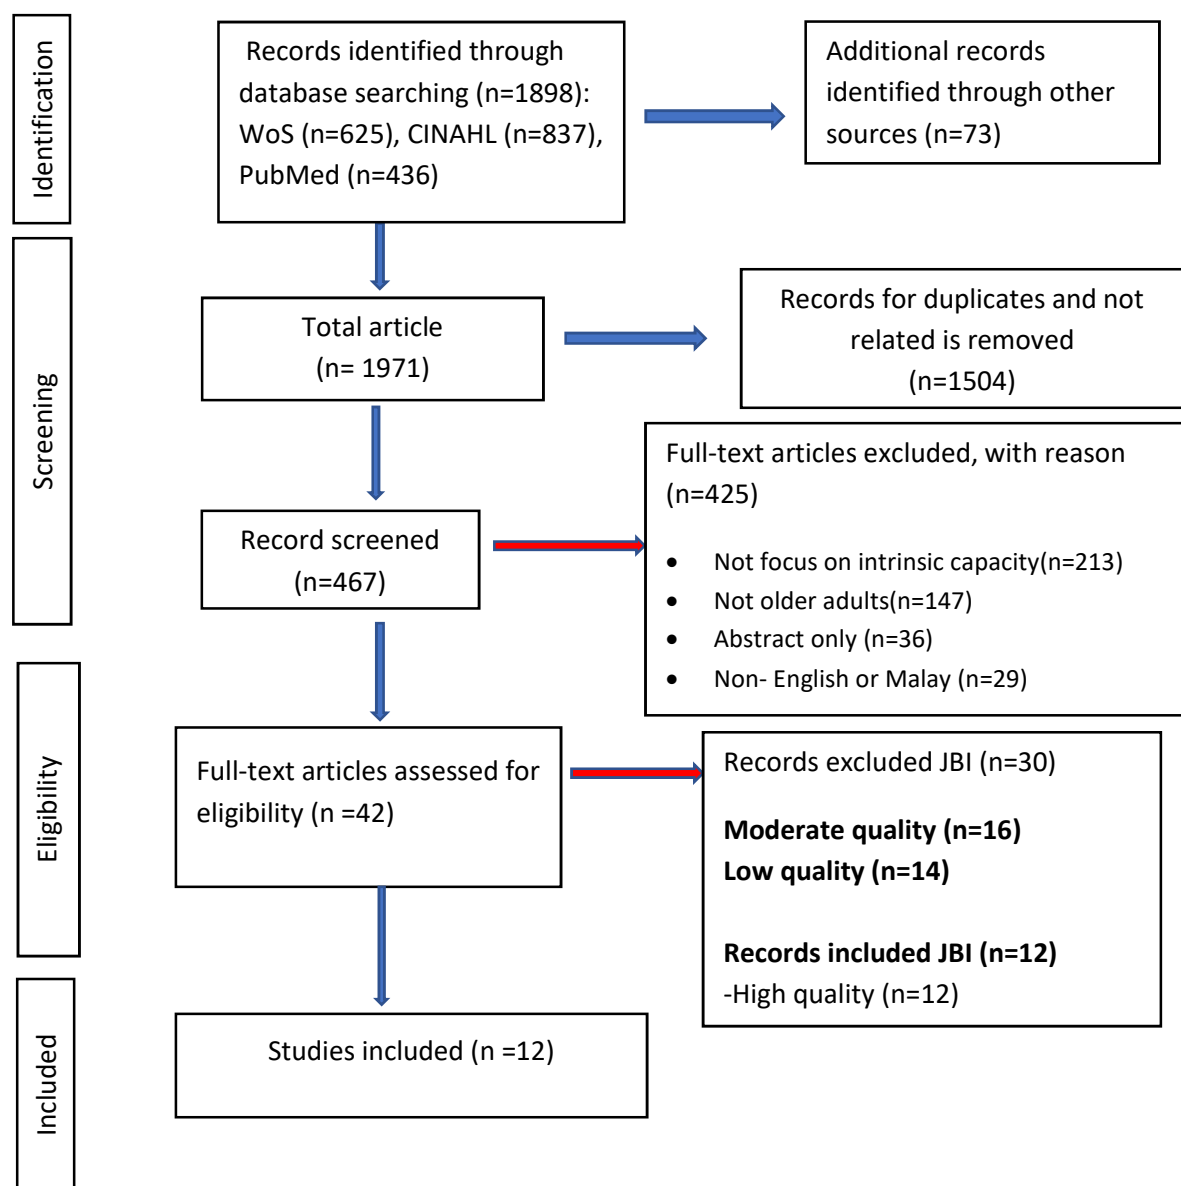 Identification
Records identified through
database searching (n=1898):
WoS (n=625), CINAHL (n=837),
PubMed (n=436)
Additional records
identified through other
sources (n=73)
Screening
Total article
(n= 1971)
Records for duplicates and not
related is removed
(n=1504)
Record screened
(n=467)
Full-text articles excluded, with reason
(n=425)
• Not focus on intrinsic capacity(n=213)
• Not older adults(n=147)
• Abstract only (n=36)
• Non- English or Malay (n=29)
Eligibility
Full-text articles assessed for
eligibility (n =42)
Records excluded JBI (n=30)
Moderate quality (n=16)
Low quality (n=14)
Records included JBI (n=12)
-High quality (n=12)
Included
Studies included (n =12)